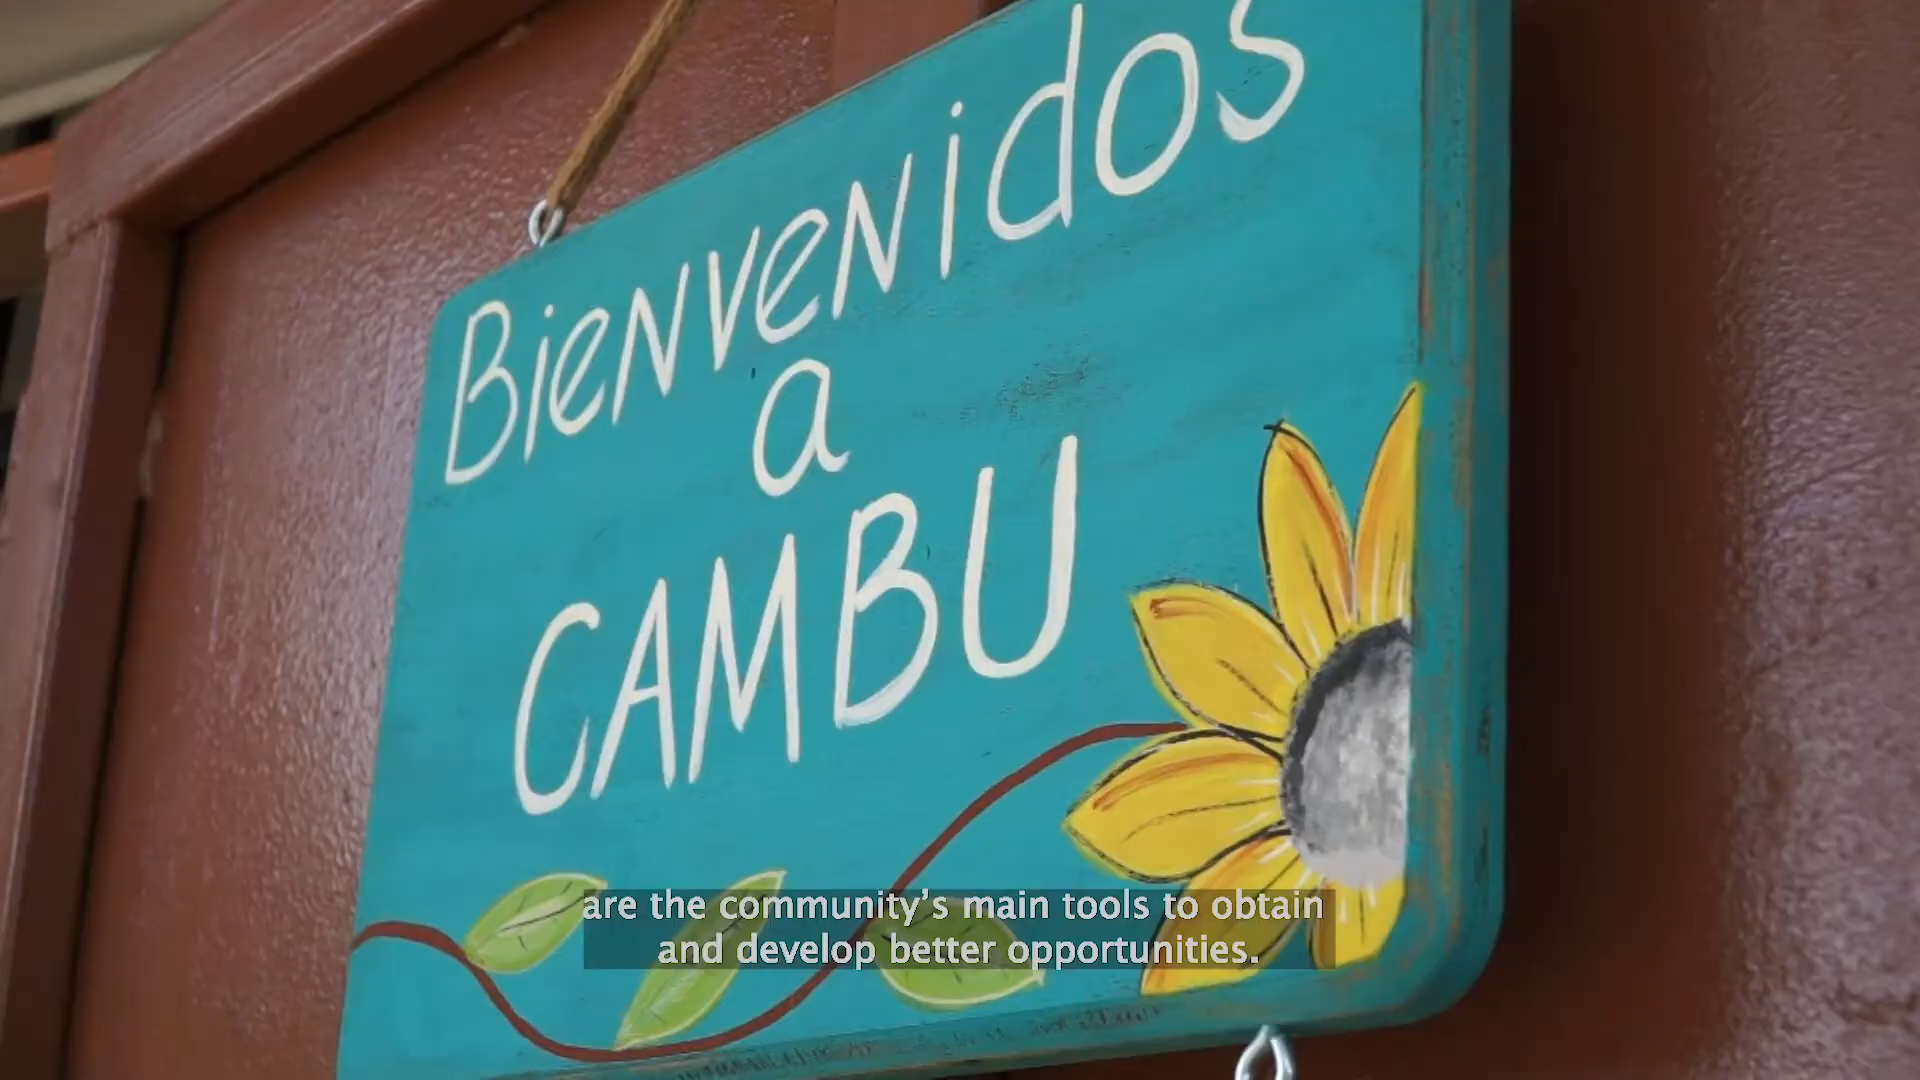 BieNveNidos
a
CAMBU
are the community's main tools to obtain
and develop better opportunities.